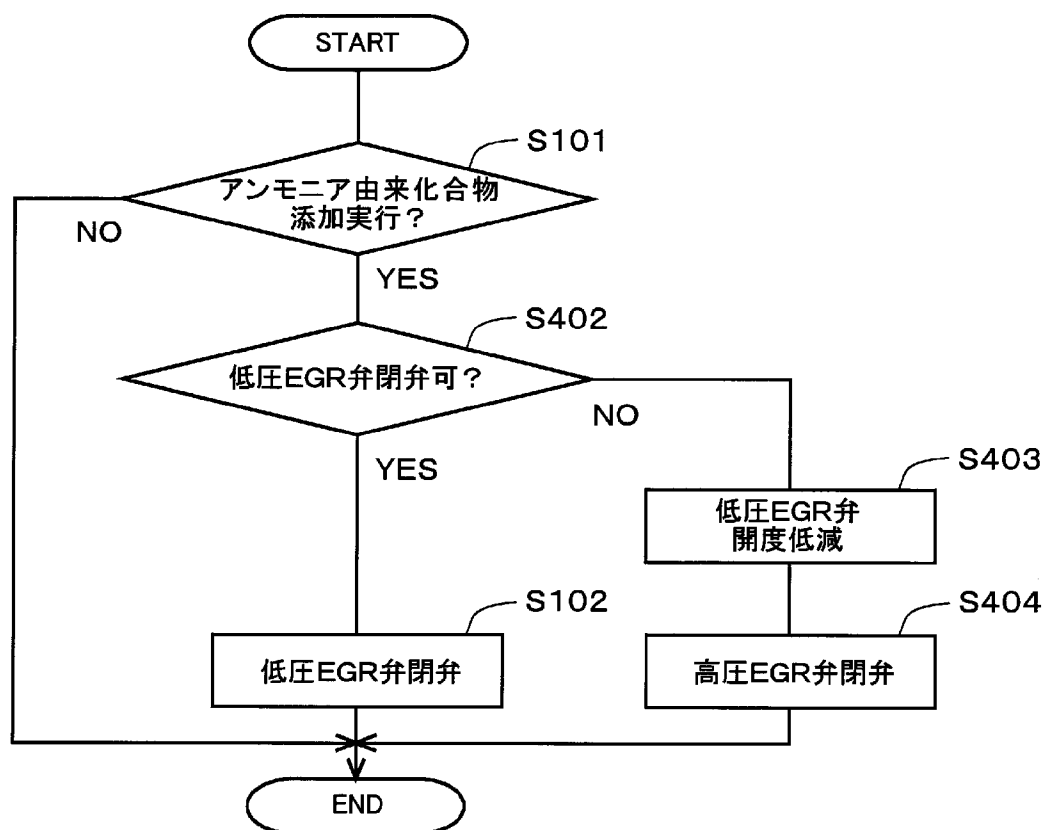 START
S101
アンモニア由来化合物
添加実行？
NO
YES
S402
低圧EGR弁閉弁可？
NO
YES
S403
低圧EGR弁
開度低減
S102
低圧EGR弁閉弁
S404
高圧EGR弁閉弁
END